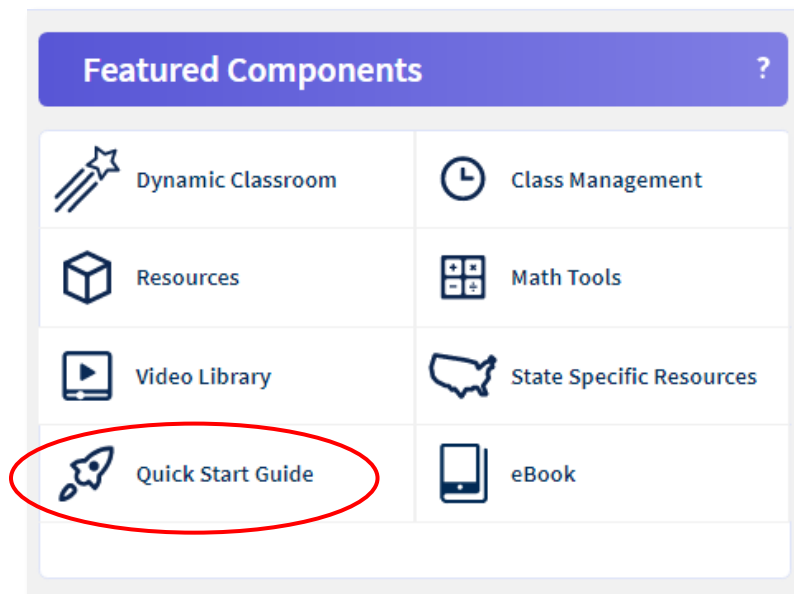 Featured Components ?
Dynamic Classroom
Class Management
Resources
Math Tools
Video Library
State Specific Resources
Quick Start Guide
eBook